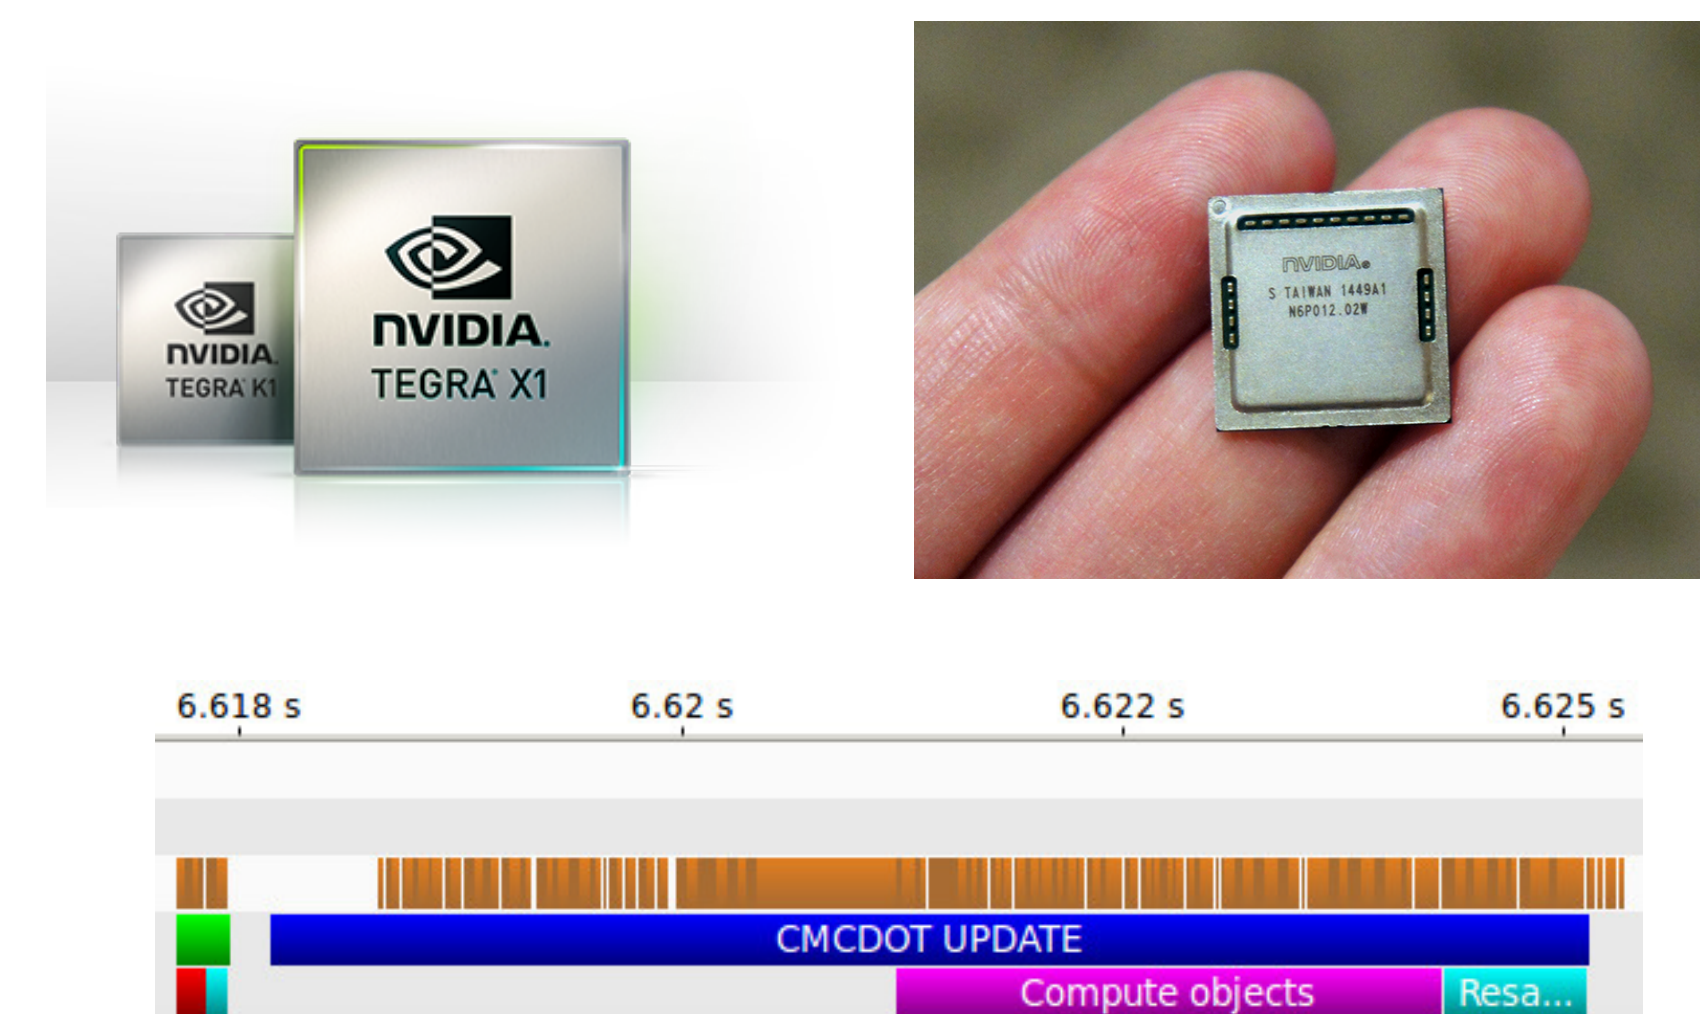 NVIDIA.
TEGRA K1
NVIDIA.
TEGRA X1
NVIDIA
S TAIWAN 1449A1
N6P012.02W
6.618 s
6.62 s
6.622 s
6.625 s
CMCDOT UPDATE
Compute objects
Resa...